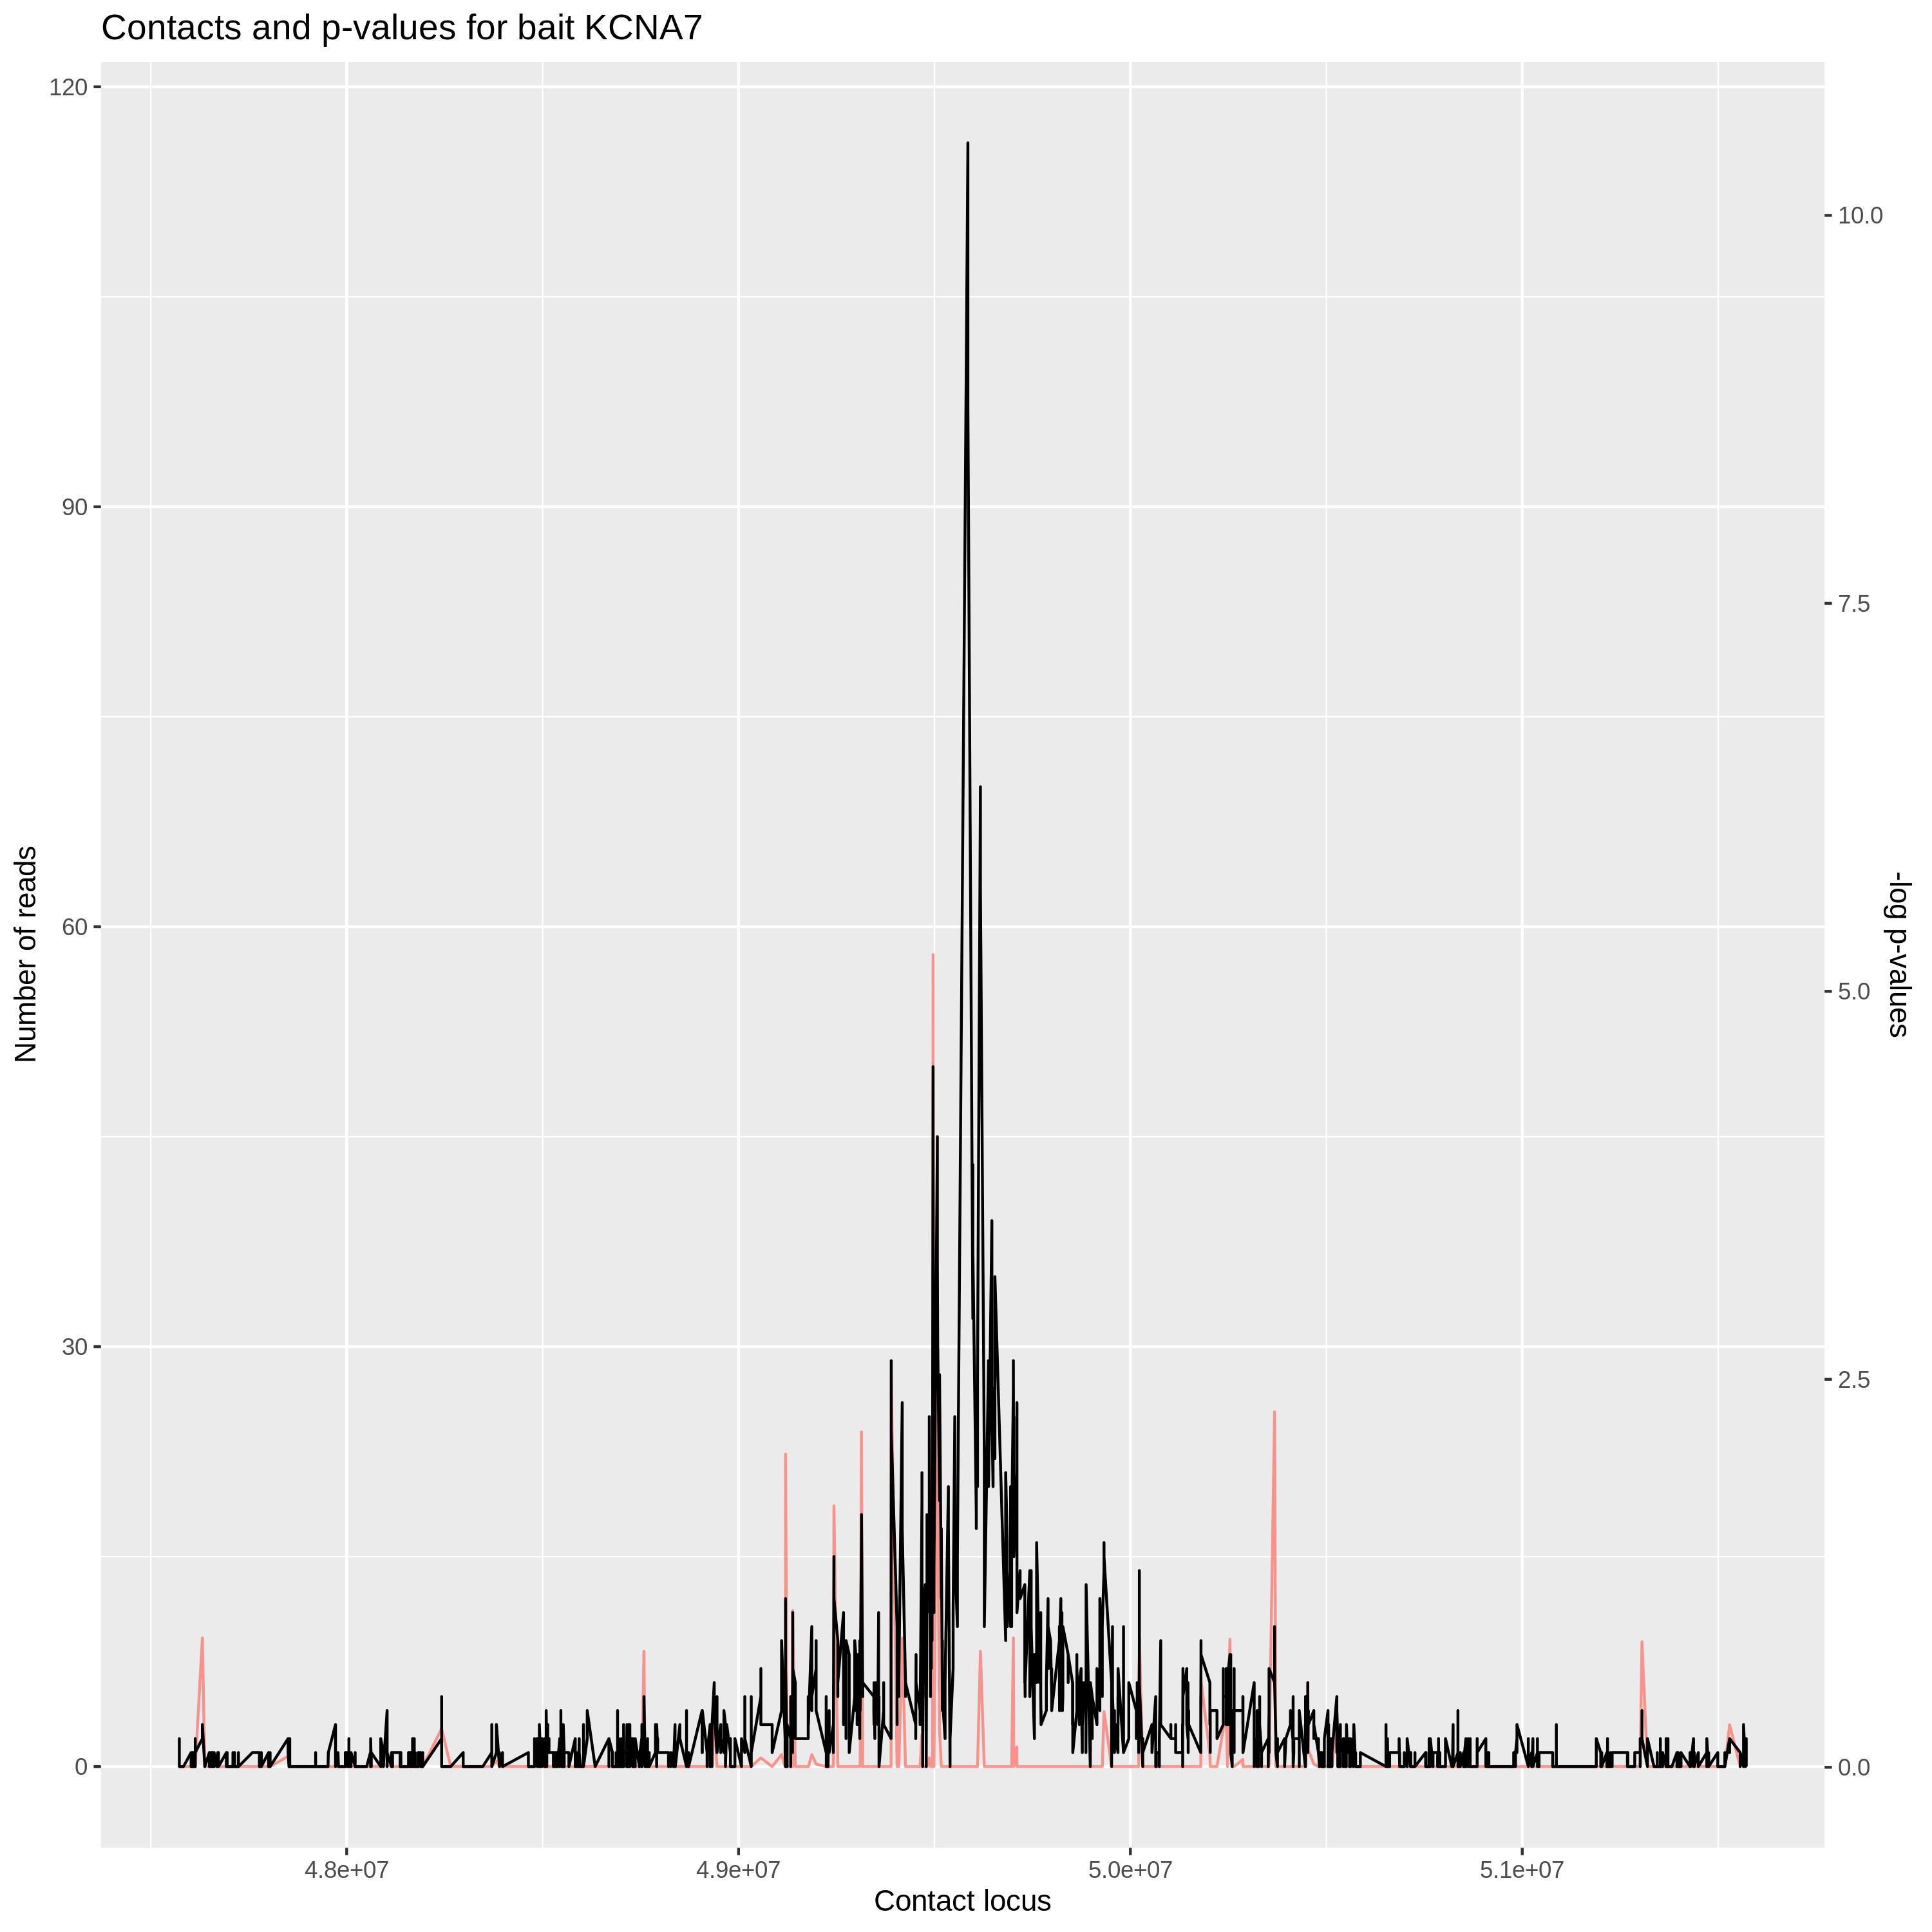 Contacts and p-values for bait KCNA7
120
90
60
30
0
Number of reads
10.0
7.5
5.0
2.5
0.0
-log p-values
4.8e+07
4.9e+07
5.0e+07
5.1e+07
Contact locus